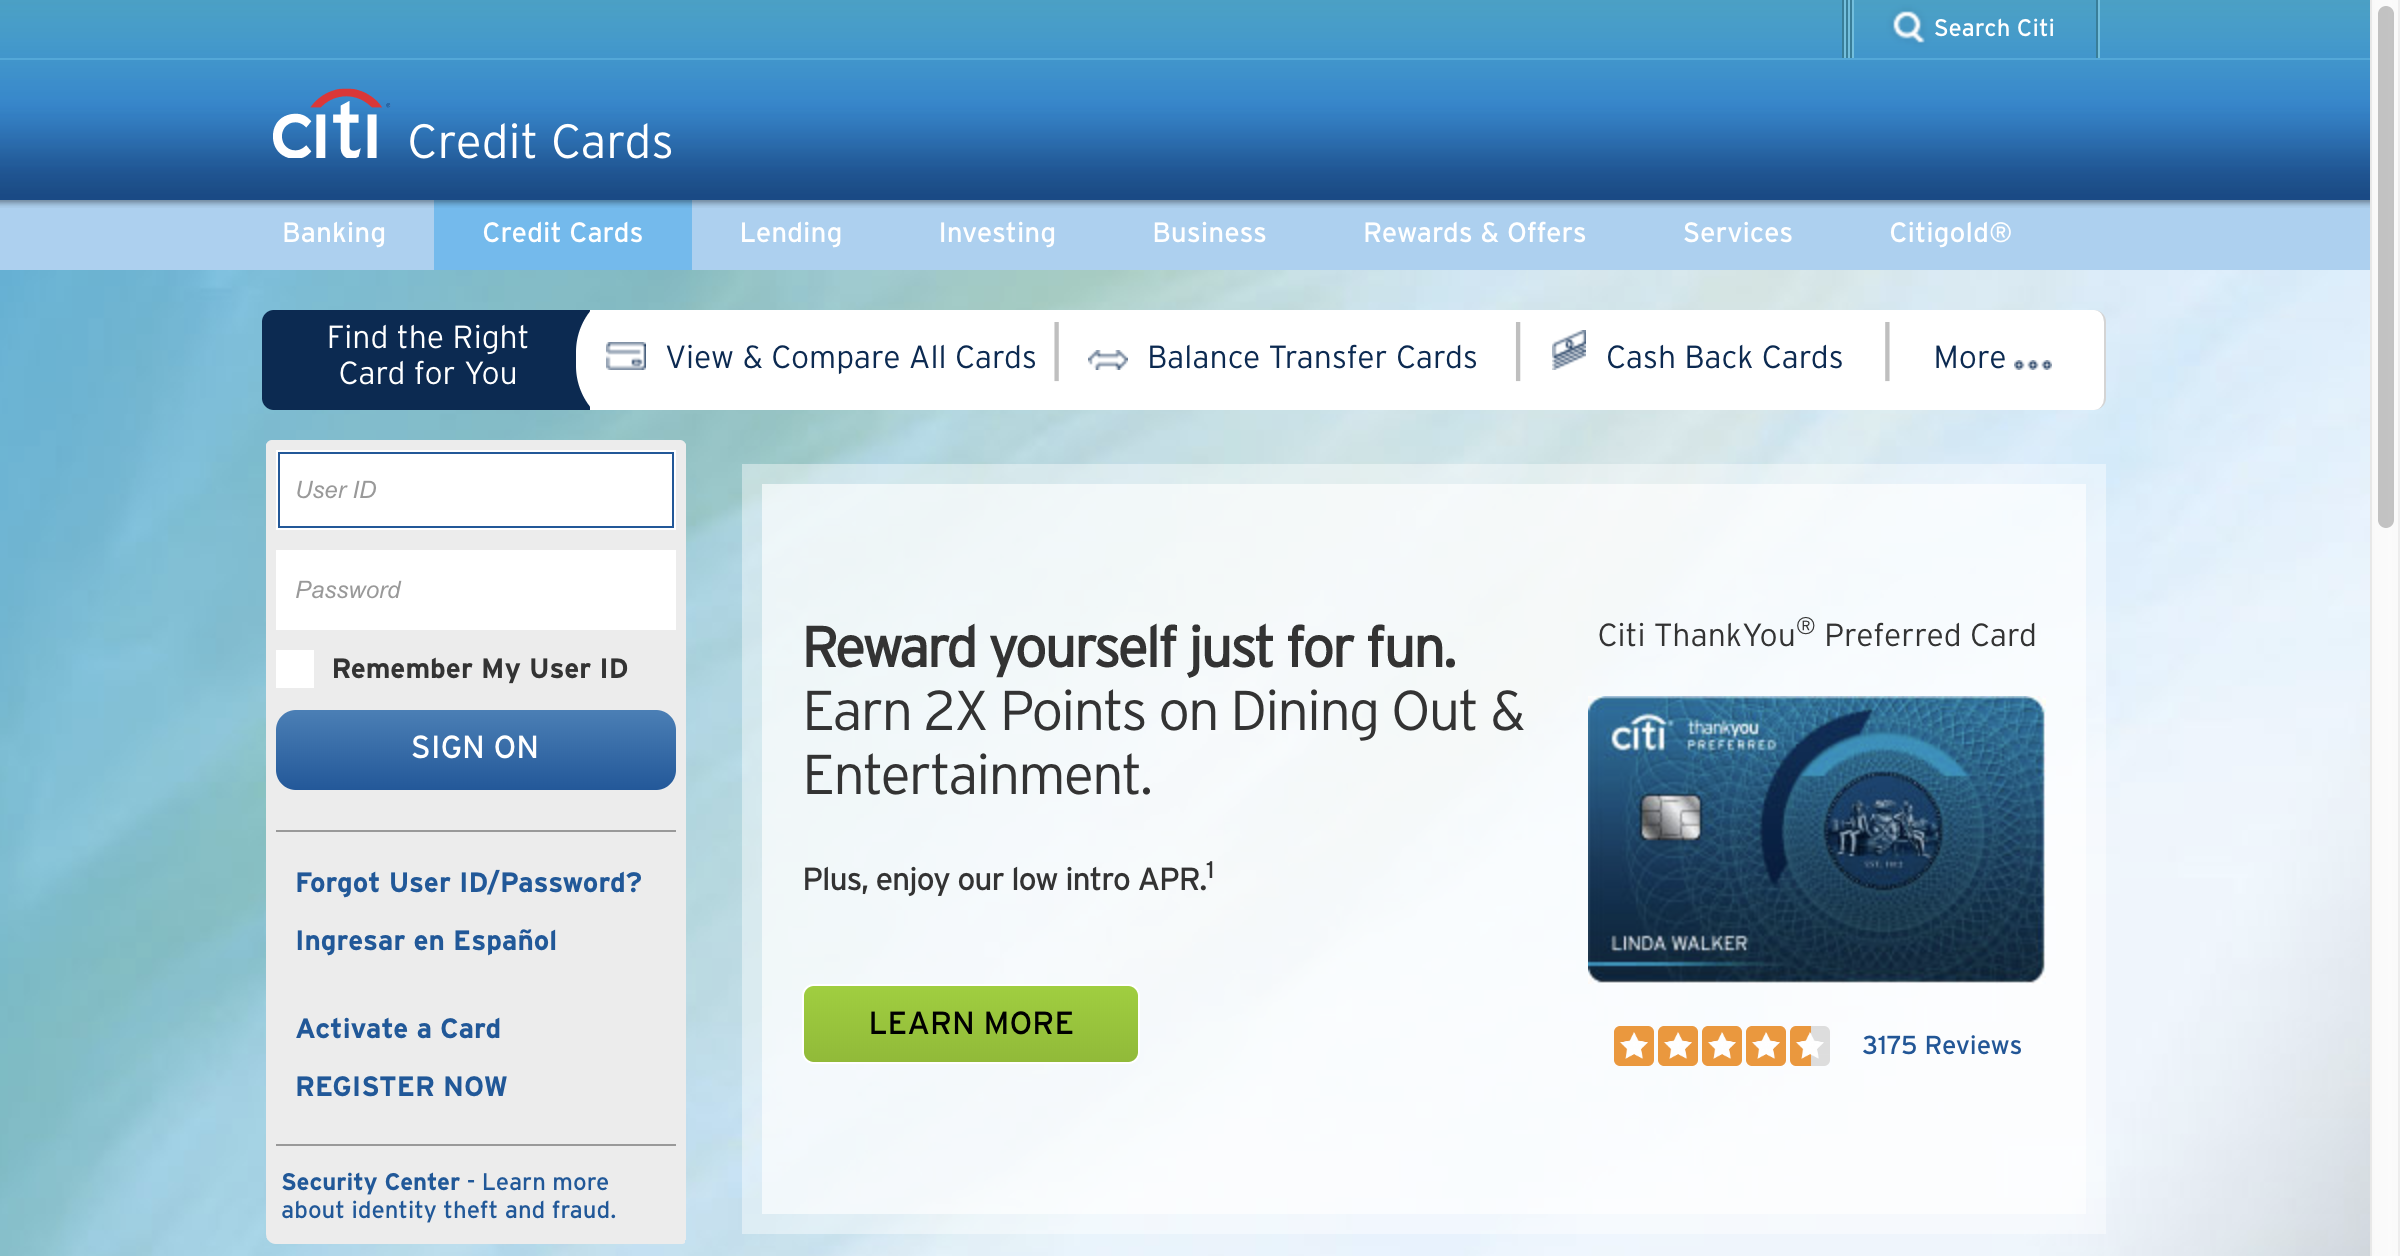 Search Citi
citi Credit Cards
Banking
Credit Cards
Lending
Investing
Business
Rewards & Offers
Services
Citigold®
Find the Right
Card for You
View & Compare All Cards
Balance Transfer Cards
Cash Back Cards
More
User ID
Password
Remember My User ID
SIGN ON
Forgot User ID/Password?
Ingresar en Español
Activate a Card
REGISTER NOW
Security Center - Learn more
about identity theft and fraud.
Reward yourself just for fun.
Earn 2X Points on Dining Out &
Entertainment.
Plus, enjoy our low intro APR.1
LEARN MORE
Citi ThankYou® Preferred Card
citi thankyou
PREFERRED
EST. 1812
LINDA WALKER
3175 Reviews